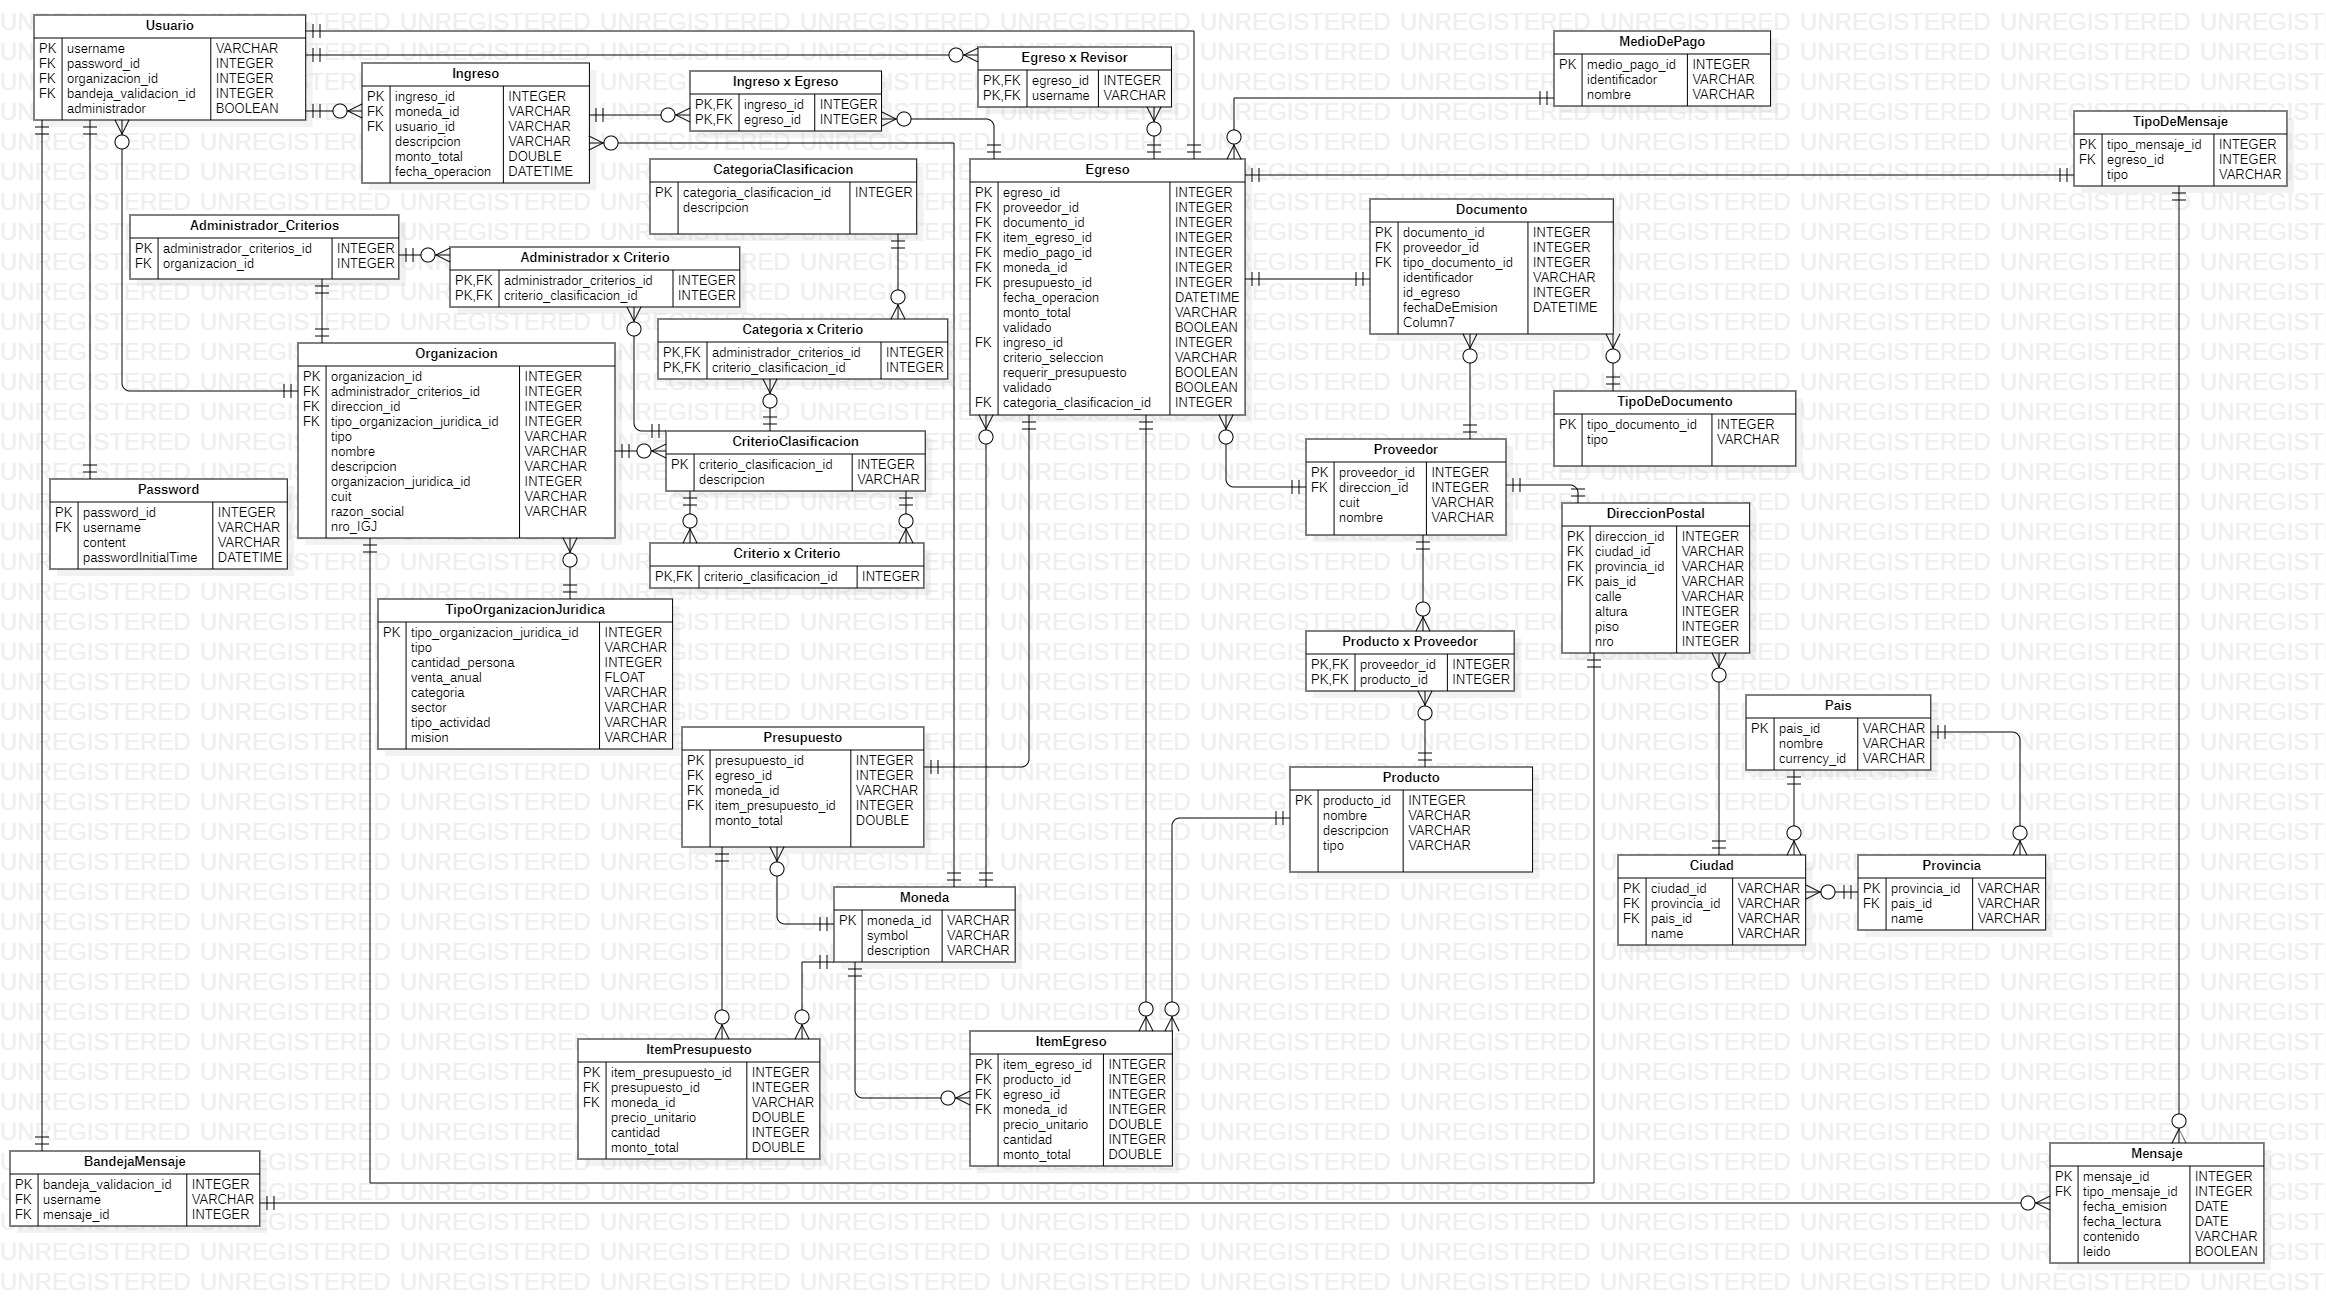 Usuario
PK username VARCHAR
FK password_id INTEGER
FK organizacion_id INTEGER
FK bandeja_validacion_id INTEGER
administrador BOOLEAN
Ingreso
PK ingreso_id INTEGER
FK moneda_id VARCHAR
FK usuario_id VARCHAR
descripcion VARCHAR
monto_total DOUBLE
fecha_operacion DATETIME
Ingreso x Egreso
PK,FK ingreso_id INTEGER
PK,FK egreso_id INTEGER
Egreso x Revisor
PK,FK egreso_id INTEGER
PK,FK username VARCHAR
MedioDePago
PK medio_pago_id INTEGER
identificador VARCHAR
nombre VARCHAR
TipoDeMensaje
PK tipo_mensaje_id INTEGER
FK egreso_id INTEGER
tipo VARCHAR
CategoriaClasificacion
PK categoria_clasificacion_id INTEGER
descripcion
Egreso
PK egreso_id INTEGER
FK proveedor_id INTEGER
FK documento_id INTEGER
FK item_egreso_id INTEGER
FK medio_pago_id INTEGER
FK moneda_id INTEGER
FK presupuesto_id INTEGER
fecha_operacion DATETIME
monto_total VARCHAR
validado BOOLEAN
FK ingreso_id INTEGER
criterio_seleccion VARCHAR
requerir_presupuesto BOOLEAN
validado BOOLEAN
FK categoria_clasificacion_id INTEGER
Documento
PK documento_id INTEGER
FK proveedor_id INTEGER
FK tipo_documento_id INTEGER
identificador VARCHAR
id_egreso INTEGER
fechaDeEmision DATETIME
Column7
Administrador_Criterios
PK administrador_criterios_id INTEGER
FK organizacion_id INTEGER
Administrador x Criterio
PK,FK administrador_criterios_id INTEGER
PK,FK criterio_clasificacion_id INTEGER
Categoria x Criterio
PK,FK administrador_criterios_id INTEGER
PK,FK criterio_clasificacion_id INTEGER
Organizacion
PK organizacion_id INTEGER
FK administrador_criterios_id INTEGER
FK direccion_id INTEGER
FK tipo_organizacion_juridica_id INTEGER
tipo VARCHAR
nombre VARCHAR
descripcion VARCHAR
organizacion_juridica_id INTEGER
cuit VARCHAR
razon_social VARCHAR
nro_IGJ
TipoDeDocumento
PK tipo_documento_id INTEGER
tipo VARCHAR
CriterioClasificacion
PK criterio_clasificacion_id INTEGER
descripcion VARCHAR
Proveedor
PK proveedor_id INTEGER
FK direccion_id INTEGER
cuit VARCHAR
nombre VARCHAR
Password
PK password_id INTEGER
FK username VARCHAR
content VARCHAR
passwordInitialTime DATETIME
DireccionPostal
PK direccion_id INTEGER
FK ciudad_id VARCHAR
FK provincia_id VARCHAR
FK pais_id VARCHAR
calle VARCHAR
altura INTEGER
piso INTEGER
nro INTEGER
Criterio x Criterio
PK,FK criterio_clasificacion_id INTEGER
TipoOrganizacionJuridica
PK tipo_organizacion_juridica_id INTEGER
tipo VARCHAR
cantidad_persona INTEGER
venta_anual FLOAT
categoria VARCHAR
sector VARCHAR
tipo_actividad VARCHAR
mision VARCHAR
Producto x Proveedor
PK,FK proveedor_id INTEGER
PK,FK producto_id INTEGER
Pais
PK pais_id VARCHAR
nombre VARCHAR
currency_id VARCHAR
Presupuesto
PK presupuesto_id INTEGER
FK egreso_id INTEGER
FK moneda_id VARCHAR
FK item_presupuesto_id INTEGER
monto_total DOUBLE
Producto
PK producto_id INTEGER
nombre VARCHAR
descripcion VARCHAR
tipo VARCHAR
Ciudad
PK ciudad_id VARCHAR
FK provincia_id VARCHAR
FK pais_id VARCHAR
name VARCHAR
Provincia
PK provincia_id VARCHAR
FK pais_id VARCHAR
name VARCHAR
Moneda
PK moneda_id VARCHAR
symbol VARCHAR
description VARCHAR
ItemPresupuesto
PK item_presupuesto_id INTEGER
FK presupuesto_id INTEGER
FK moneda_id VARCHAR
precio_unitario DOUBLE
cantidad INTEGER
monto_total DOUBLE
ItemEgreso
PK item_egreso_id INTEGER
FK producto_id INTEGER
FK egreso_id INTEGER
FK moneda_id INTEGER
precio_unitario DOUBLE
cantidad INTEGER
monto_total DOUBLE
BandejaMensaje
PK bandeja_validacion_id INTEGER
FK username VARCHAR
FK mensaje_id INTEGER
Mensaje
PK mensaje_id INTEGER
FK tipo_mensaje_id INTEGER
fecha_emision DATE
fecha_lectura DATE
contenido VARCHAR
leido BOOLEAN
UNREGISTERED